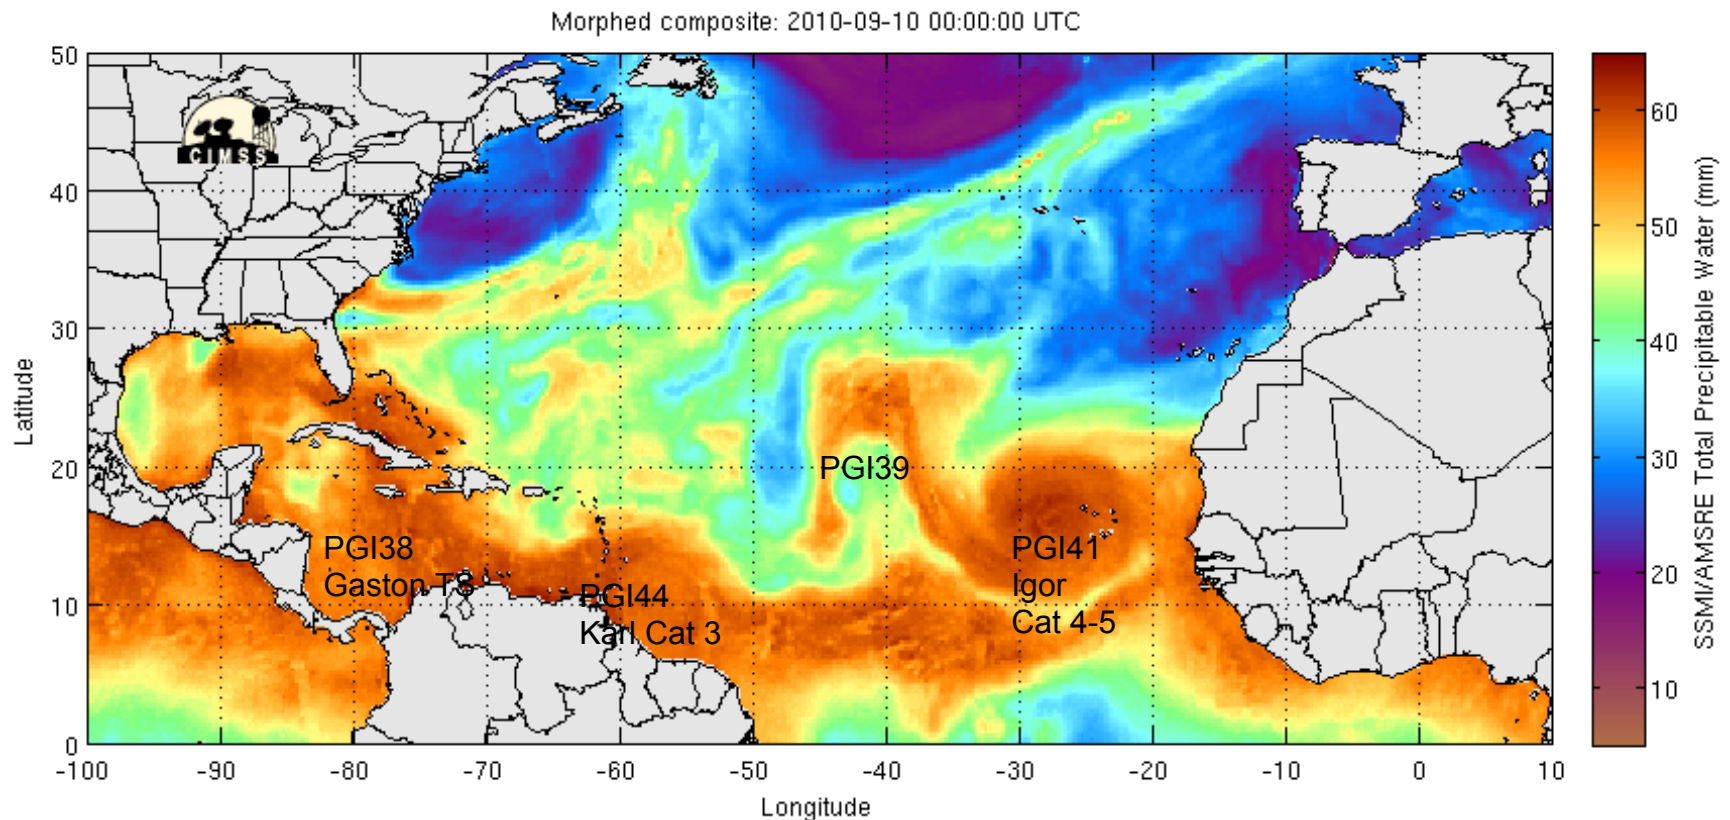 Morphed composite: 2010-09-10 00:00:00 UTC
50
40
30
20
10
0
Latitude
CIMSS
PGI39
PGI38
Gaston TS
PGI44
Karl Cat 3
PGI41
Igor
Cat 4-5
-100 -90 -80 -70 -60 -50 -40 -30 -20 -10 0 10
Longitude
60
50
40
30
20
10
SSMI/AMSRE Total Precipitable Water (mm)